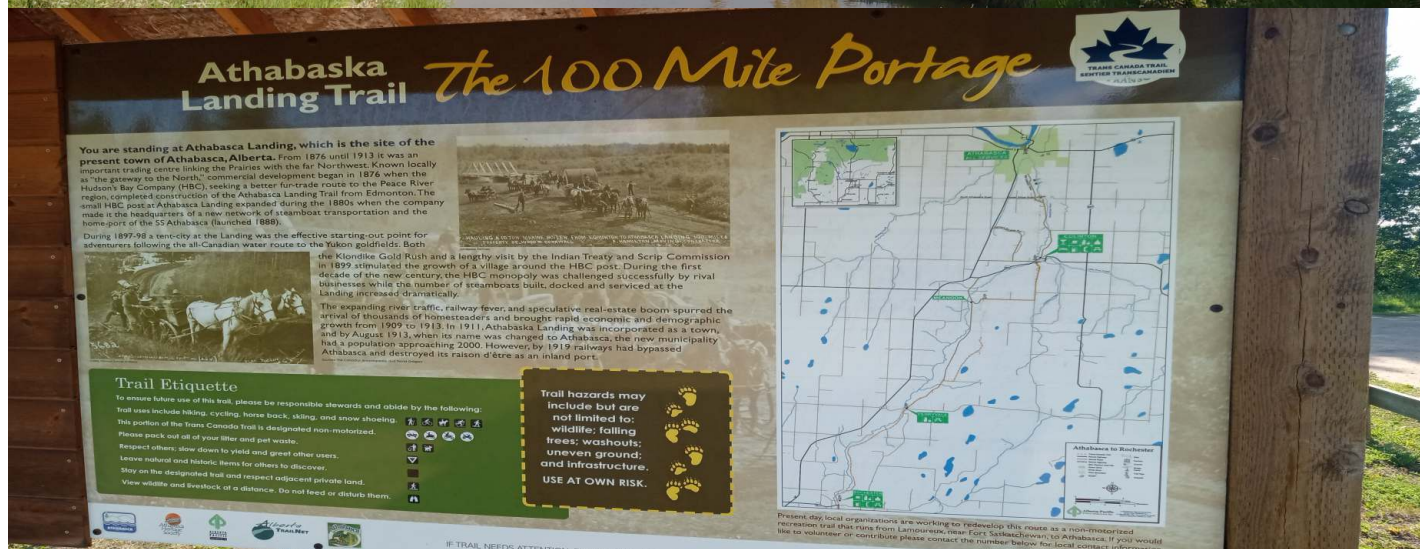 Athabaska
Landing Trail
The 100 Mile Portage
TRANS CANADA TRAIL
SENTIER TRANSCANADIEN
You are standing at Athabasca Landing, which is the site of the
present town of Athabasca, Alberta. From 1876 until 1913 it was an
important trading centre linking the Prairies with the far Northwest. Known locally
as "the gateway to the North," commercial development began in 1876 when the
Hudson's Bay Company (HBC), seeking a better fur-trade route to the Peace River
region, completed construction of the Athabasca Landing Trail from Edmonton. The
small HBC post at Athabasca Landing expanded during the 1880s when the company
made it the headquarters of a new network of steamboat transportation and the
home-port of the SS Athabasca (launched 1888).
During 1897-98 a tent-city at the Landing was the effective starting-out point for
adventurers following the all-Canadian water route to the Yukon goldfields. Both
the Klondike Gold Rush and a lengthy visit by the Indian Treaty and Scrip Commission
in 1899 stimulated the growth of a village around the HBC post. During the first
decade of the new century, the HBC monopoly was challenged successfully by rival
businesses while the number of steamboats built, docked and serviced at the
Landing increased dramatically.
The expanding river traffic, railway fever, and speculative real-estate boom spurred the
arrival of thousands of homesteaders and brought rapid economic and demographic
growth from 1909 to 1913. In 1911, Athabaska Landing was incorporated as a town,
and by August 1913, when its name was changed to Athabasca, the new municipality
had a population approaching 2000. However, by 1919 railways had bypassed
Athabasca and destroyed its raison d'être as an inland port.
Trail Etiquette
To ensure future use of this trail, please be responsible stewards and abide by the following:
Trail uses include hiking, cycling, horse back, skiing, and snow shoeing.
This portion of the Trans Canada Trail is designated non-motorized.
Please pack out all of your litter and pet waste.
Respect others; slow down to yield and greet other users.
Leave natural and historic items for others to discover.
Stay on the designated trail and respect adjacent private land.
View wildlife and livestock at a distance. Do not feed or disturb them.
Trail hazards may
include but are
not limited to:
wildlife; falling
trees; washouts;
uneven ground;
and infrastructure.
USE AT OWN RISK.
Athabasca to Rochester
Alberta-Pacific
Present day, local organizations are working to redevelop this route as a non-motorized
recreation trail that runs from Lamoureux, near Fort Saskatchewan, to Athabasca. If you would
like to volunteer or contribute please contact the number below for local contact information
Alberta
TRAILNET
IF TRAIL NEEDS ATTENTION